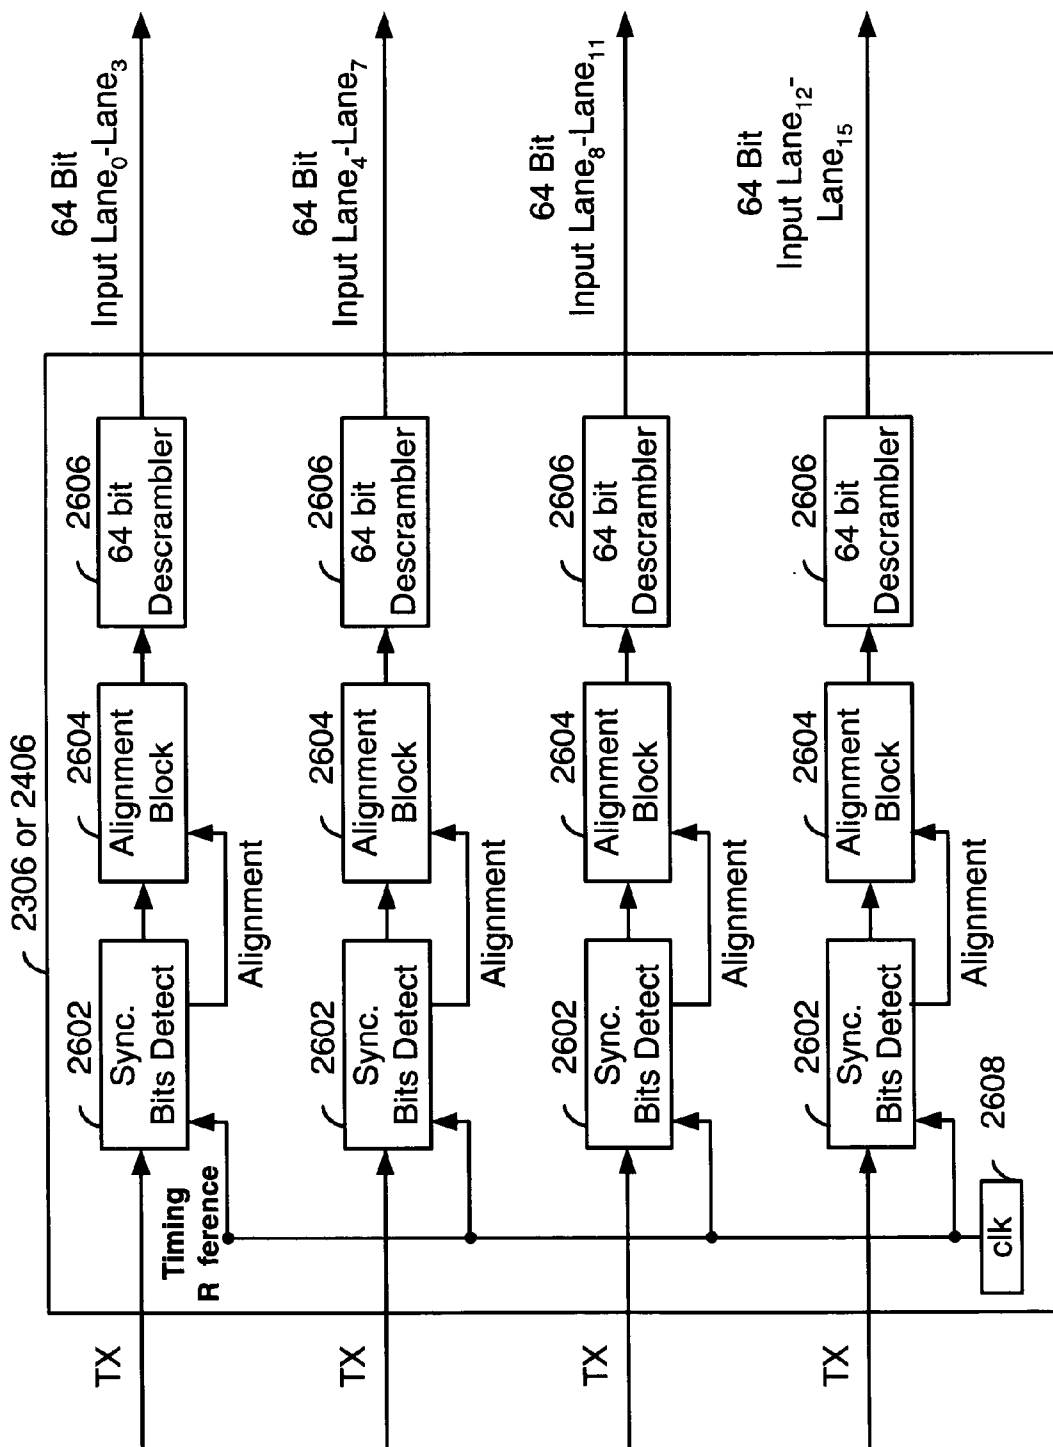 2306 or 2406
TX
Timing
R ference
2602
Sync.
Bits Detect
Alignment
2604
Alignment
Block
2606
64 bit
Descrambler
64 Bit
Input Lane0-Lane3
TX
2602
Sync.
Bits Detect
Alignment
2604
Alignment
Block
2606
64 bit
Descrambler
64 Bit
Input Lane4-Lane7
TX
2602
Sync.
Bits Detect
Alignment
2604
Alignment
Block
2606
64 bit
Descrambler
64 Bit
Input Lane8-Lane11
TX
2602
Sync.
Bits Detect
Alignment
2604
Alignment
Block
2606
64 bit
Descrambler
64 Bit
Input Lane12-
Lane15
clk
2608